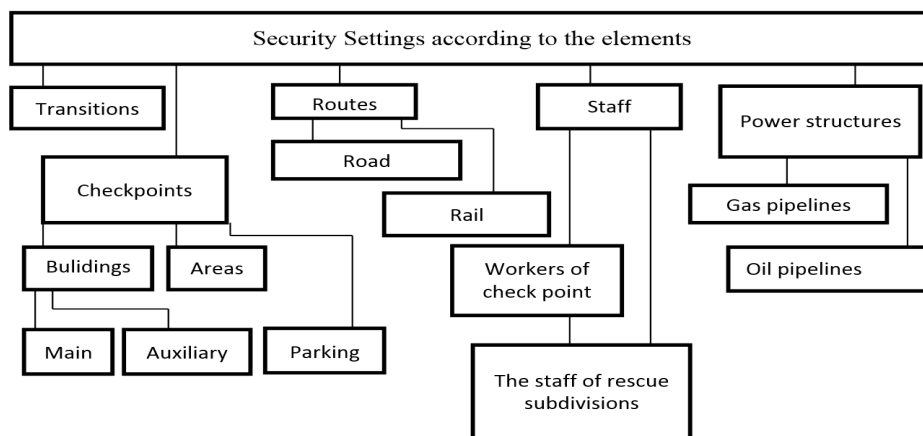 Security Settings according to the elements
Transitions
Routes
Staff
Power structures
Road
Checkpoints
Gas pipelines
Rail
Bulidings
Areas
Workers of
check point
Oil pipelines
Main
Auxiliary
Parking
The staff of rescue
subdivisions